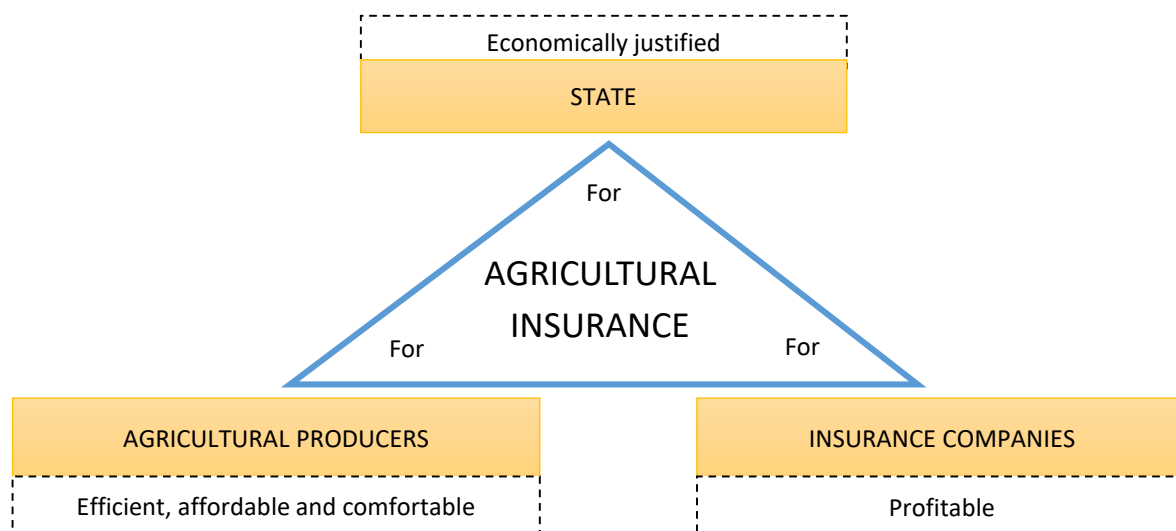 Economically justified
STATE
For
AGRICULTURAL
INSURANCE
For
For
AGRICULTURAL PRODUCERS
INSURANCE COMPANIES
Efficient, affordable and comfortable
Profitable